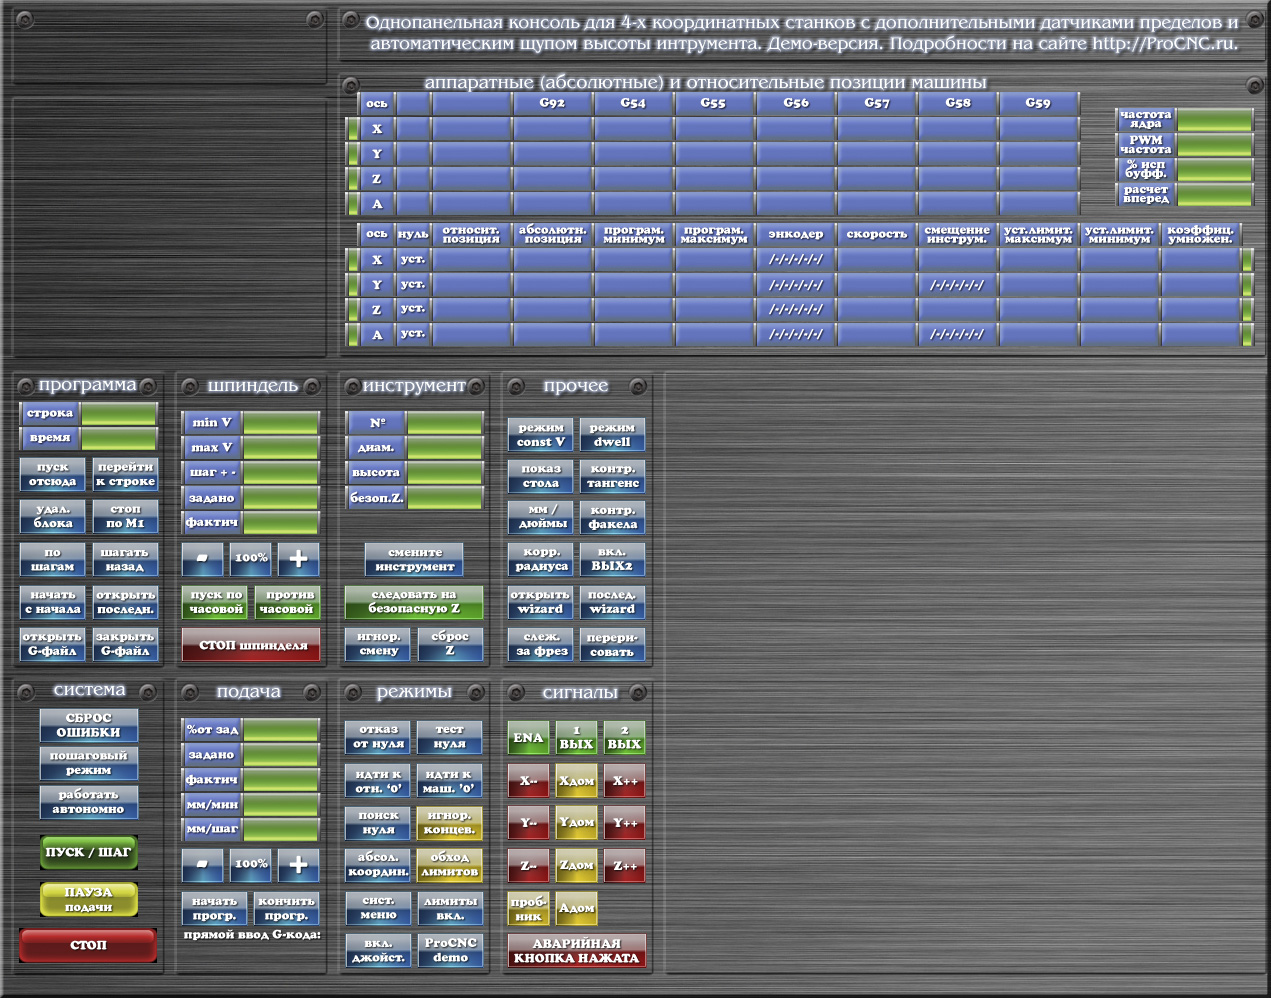 Однопанельная консоль для 4-х координатных станков с дополнительными датчиками пределов и
автоматическим щупом высоты интрумента. Демо-версия. Подробности на сайте http://ProCNC.ru.
аппаратные (абсолютные) и относительные позиции машины
ось G92 G54 G55 G56 G57 G58 G59
X
Y
Z
A
частота
ядра
PWM
частота
% исп
буфф.
расчет
вперед
ось нуль относит. позиция абсолютн. позиция програм. минимум програм. максимум энкодер скорость смещение инструм. уст.лимит. максимум уст.лимит. минимум коэффиц. умножен.
X уст. /-/-/-/-/-/
Y уст. /-/-/-/-/-/ /-/-/-/-/-/
Z уст. /-/-/-/-/-/
A уст. /-/-/-/-/-/ /-/-/-/-/-/
программа
строка
время
пуск
отсюда
перейти
к строке
удал.
блока
стоп
по M1
по
шагам
шагать
назад
начать
с начала
открыть
последн.
открыть
G-файл
закрыть
G-файл
шпиндель
min V
max V
шаг + -
задано
фактич
- 100% +
пуск по
часовой
против
часовой
СТОП шпинделя
инструмент
№
диам.
высота
безоп.Z.
смените
инструмент
следовать на
безопасную Z
игнор.
смену
сброс
Z
прочее
режим
const V
режим
dwell
показ
стола
контр.
тангенс
мм /
дюймы
контр.
факела
корр.
радиуса
вкл.
ВЫХ2
открыть
wizard
послед.
wizard
слеж.
за фрез
перери-
совать
система
СБРОС
ОШИБКИ
пошаговый
режим
работать
автономно
ПУСК / ШАГ
ПАУЗА
подачи
СТОП
подача
%от зад
задано
фактич
мм/мин
мм/шаг
- 100% +
начать
прогр.
кончить
прогр.
прямой ввод G-кода:
режимы
отказ
от нуля
тест
нуля
идти к
отн. ‘0’
идти к
маш. ’0’
поиск
нуля
игнор.
концев.
абсол.
координ.
обход
лимитов
сист.
меню
лимиты
вкл.
вкл.
джойст.
ProCNC
demo
сигналы
ENA
1
ВЫХ
2
ВЫХ
X-- Xдом X++
Y-- Yдом Y++
Z-- Zдом Z++
проб-
ник
Aдом
АВАРИЙНАЯ
КНОПКА НАЖАТА